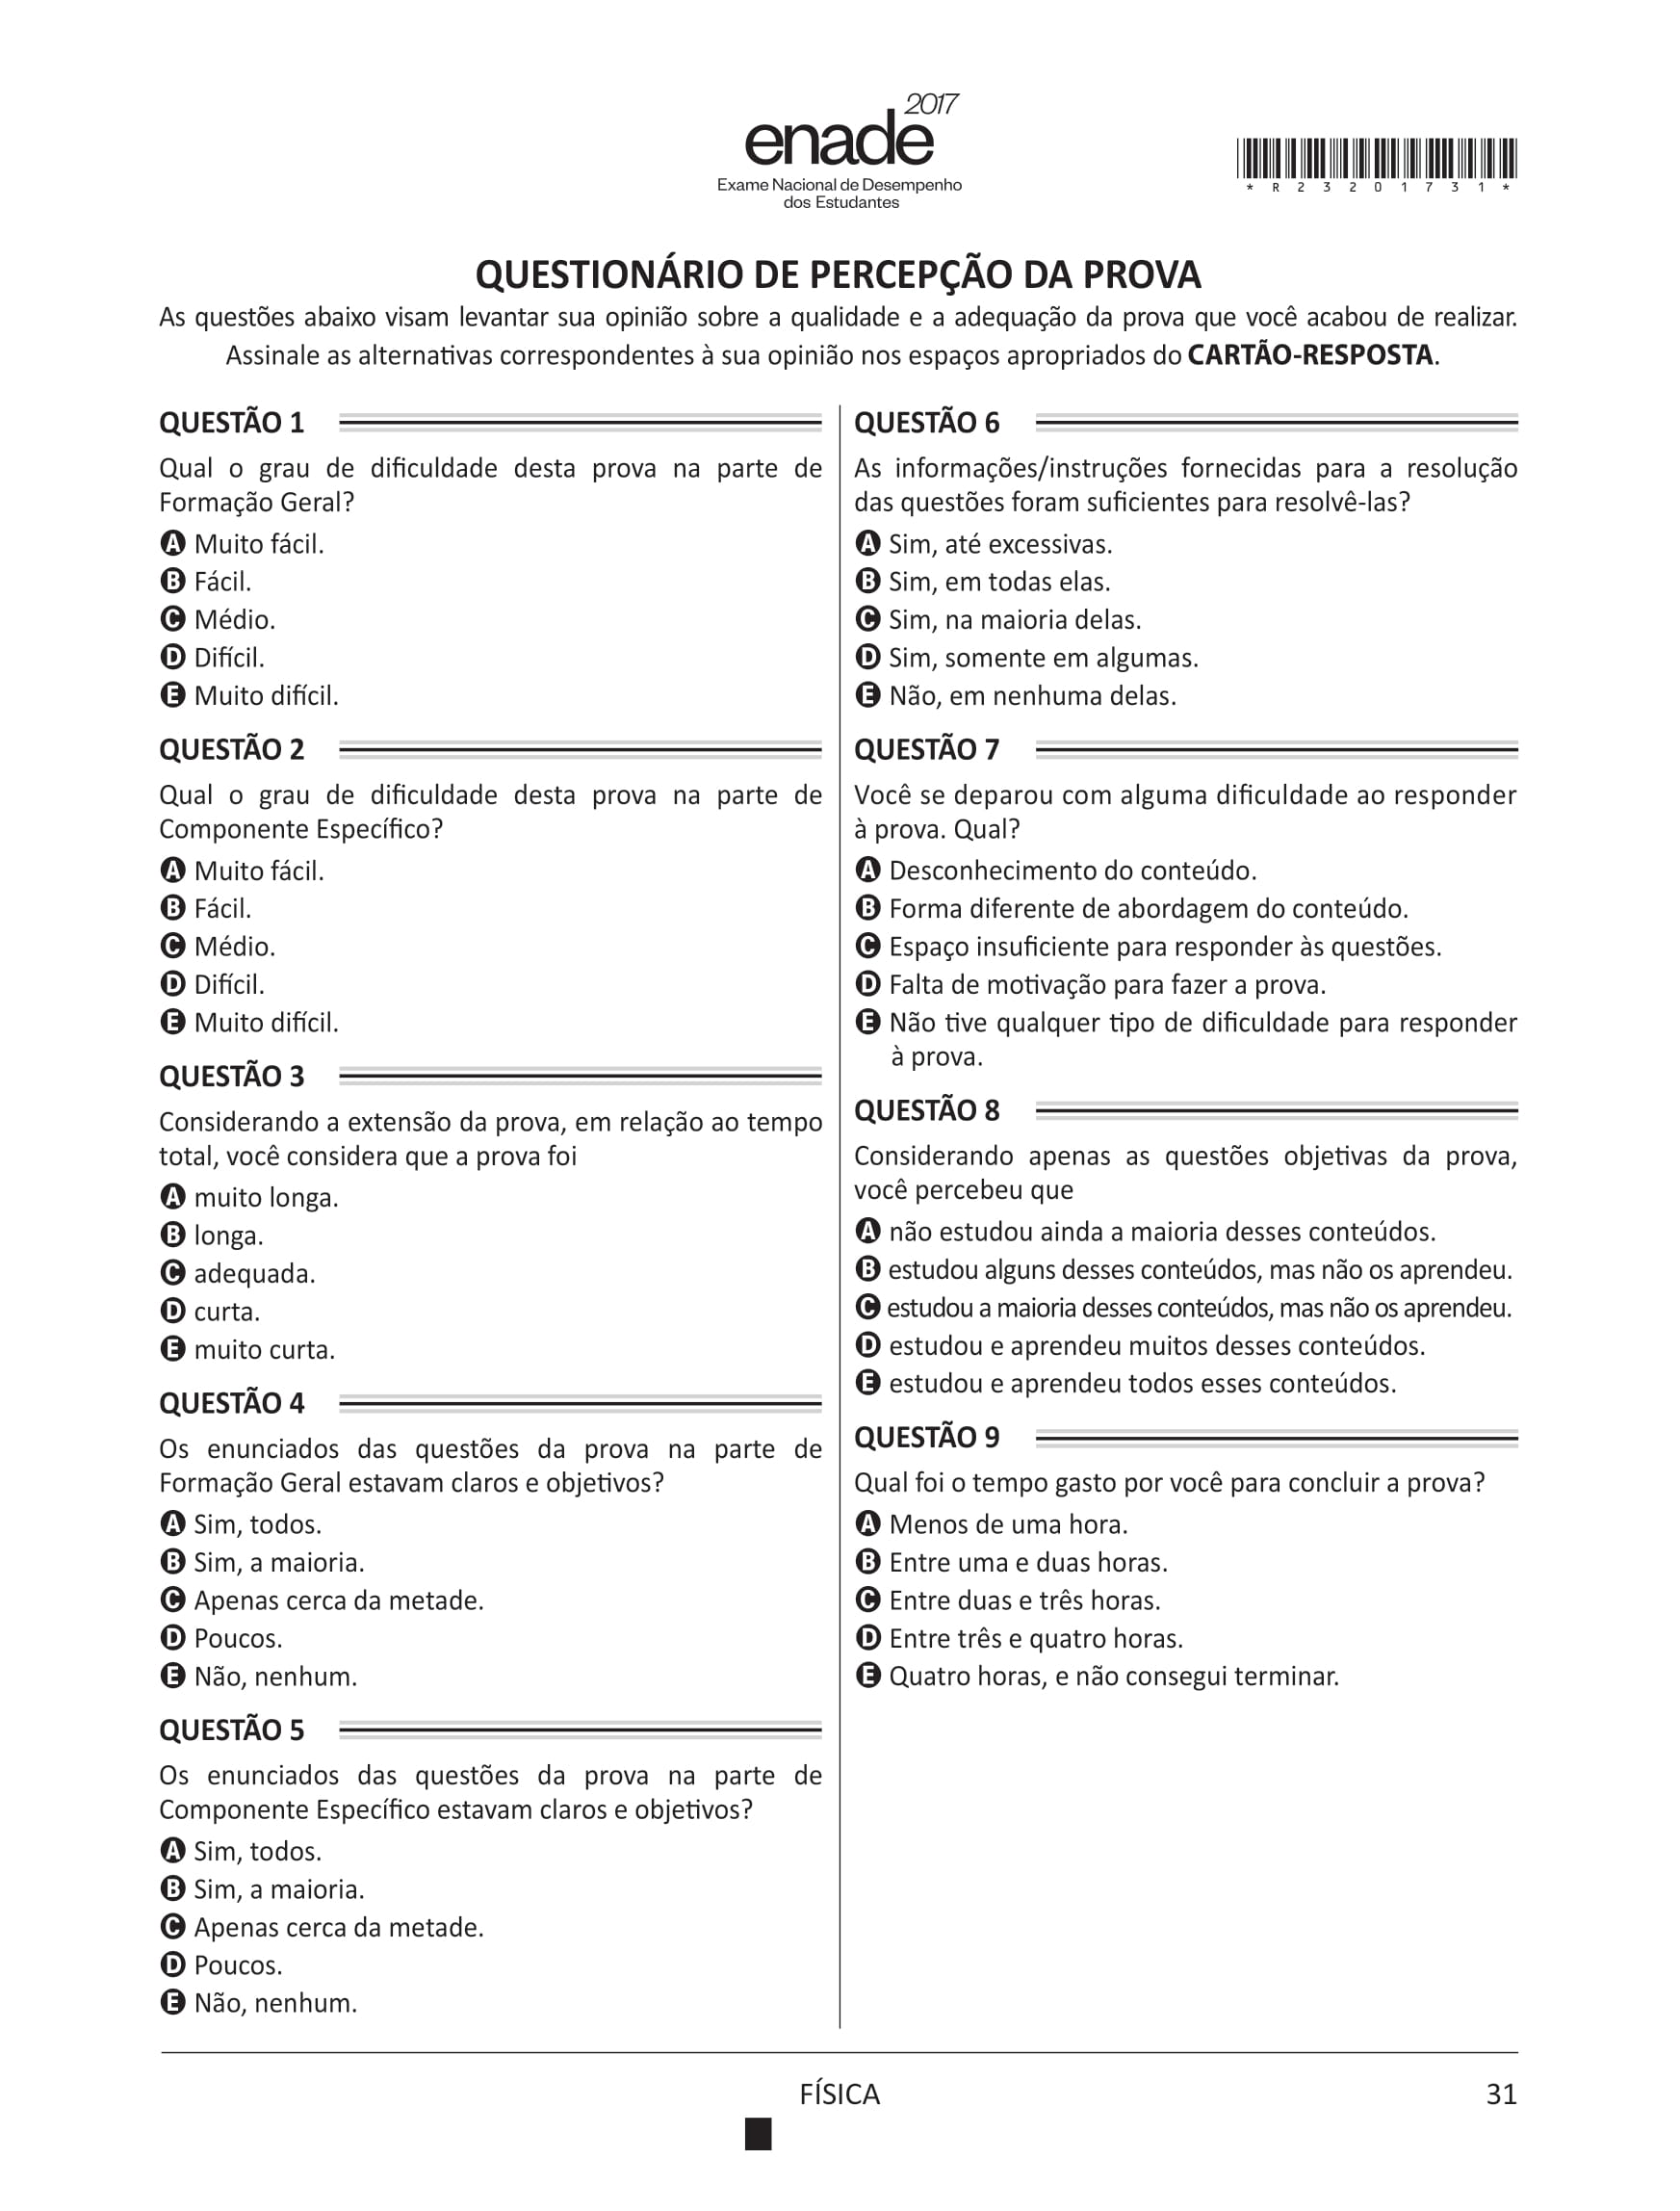 2017
enade
Exame Nacional de Desempenho
dos Estudantes
* R 2 3 2 0 1 7 3 1 *
QUESTIONÁRIO DE PERCEPÇÃO DA PROVA
As questões abaixo visam levantar sua opinião sobre a qualidade e a adequação da prova que você acabou de realizar.
Assinale as alternativas correspondentes à sua opinião nos espaços apropriados do CARTÃO-RESPOSTA.
QUESTÃO 1
Qual o grau de dificuldade desta prova na parte de
Formação Geral?
A Muito fácil.
B Fácil.
C Médio.
D Difícil.
E Muito difícil.
QUESTÃO 2
Qual o grau de dificuldade desta prova na parte de
Componente Específico?
A Muito fácil.
B Fácil.
C Médio.
D Difícil.
E Muito difícil.
QUESTÃO 3
Considerando a extensão da prova, em relação ao tempo
total, você considera que a prova foi
A muito longa.
B longa.
C adequada.
D curta.
E muito curta.
QUESTÃO 4
Os enunciados das questões da prova na parte de
Formação Geral estavam claros e objetivos?
A Sim, todos.
B Sim, a maioria.
C Apenas cerca da metade.
D Poucos.
E Não, nenhum.
QUESTÃO 5
Os enunciados das questões da prova na parte de
Componente Específico estavam claros e objetivos?
A Sim, todos.
B Sim, a maioria.
C Apenas cerca da metade.
D Poucos.
E Não, nenhum.
QUESTÃO 6
As informações/instruções fornecidas para a resolução
das questões foram suficientes para resolvê-las?
A Sim, até excessivas.
B Sim, em todas elas.
C Sim, na maioria delas.
D Sim, somente em algumas.
E Não, em nenhuma delas.
QUESTÃO 7
Você se deparou com alguma dificuldade ao responder
à prova. Qual?
A Desconhecimento do conteúdo.
B Forma diferente de abordagem do conteúdo.
C Espaço insuficiente para responder às questões.
D Falta de motivação para fazer a prova.
E Não tive qualquer tipo de dificuldade para responder
à prova.
QUESTÃO 8
Considerando apenas as questões objetivas da prova,
você percebeu que
A não estudou ainda a maioria desses conteúdos.
B estudou alguns desses conteúdos, mas não os aprendeu.
C estudou a maioria desses conteúdos, mas não os aprendeu.
D estudou e aprendeu muitos desses conteúdos.
E estudou e aprendeu todos esses conteúdos.
QUESTÃO 9
Qual foi o tempo gasto por você para concluir a prova?
A Menos de uma hora.
B Entre uma e duas horas.
C Entre duas e três horas.
D Entre três e quatro horas.
E Quatro horas, e não consegui terminar.
FÍSICA
31